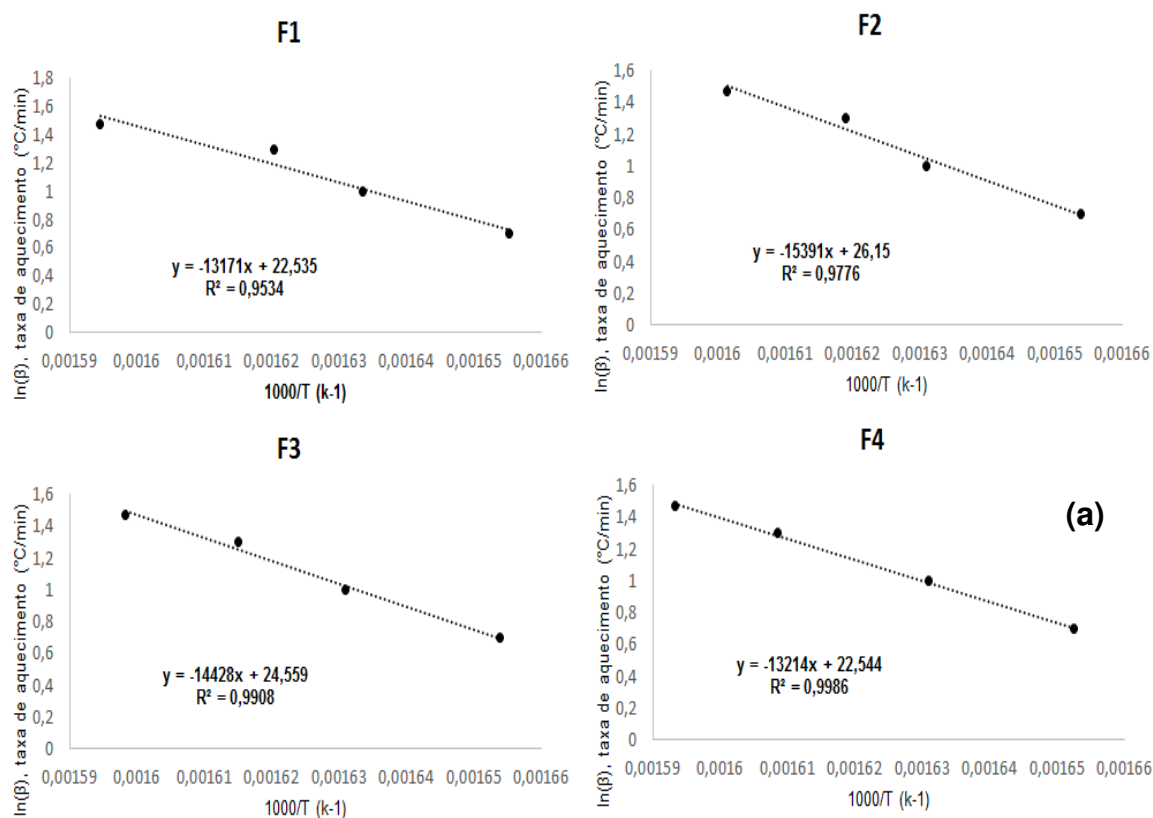 F1
ln(β), taxa de aquecimento (°C/min)
1,8
1,6
1,4
1,2
1
0,8
0,6
0,4
0,2
0
y = -13171x + 22,535
R² = 0,9534
0,00159 0,0016 0,00161 0,00162 0,00163 0,00164 0,00165 0,00166
1000/T (k-1)
F2
ln(β), taxa de aquecimento (°C/min)
1,6
1,4
1,2
1
0,8
0,6
0,4
0,2
0
y = -15391x + 26,15
R² = 0,9776
0,00159 0,0016 0,00161 0,00162 0,00163 0,00164 0,00165 0,00166
1000/T (k-1)
F3
ln(β), taxa de aquecimento (°C/min)
1,6
1,4
1,2
1
0,8
0,6
0,4
0,2
0
y = -14428x + 24,559
R² = 0,9908
0,00159 0,0016 0,00161 0,00162 0,00163 0,00164 0,00165 0,00166
1000/T (k-1)
F4
(a)
ln(β), taxa de aquecimento (°C/min)
1,6
1,4
1,2
1
0,8
0,6
0,4
0,2
0
y = -13214x + 22,544
R² = 0,9986
0,00159 0,0016 0,00161 0,00162 0,00163 0,00164 0,00165 0,00166
1000/T (k-1)